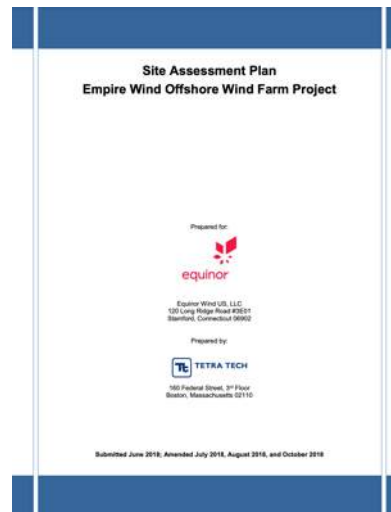 Site Assessment Plan
Empire Wind Offshore Wind Farm Project
Prepared for:
equinor
Equinor Wind US, LLC
120 Long Ridge Road #3E01
Stamford, Connecticut 06902
Prepared by:
Tt TETRA TECH
160 Federal Street, 3rd Floor
Boston, Massachusetts 02110
Submitted June 2018; Amended July 2018, August 2018, and October 2018